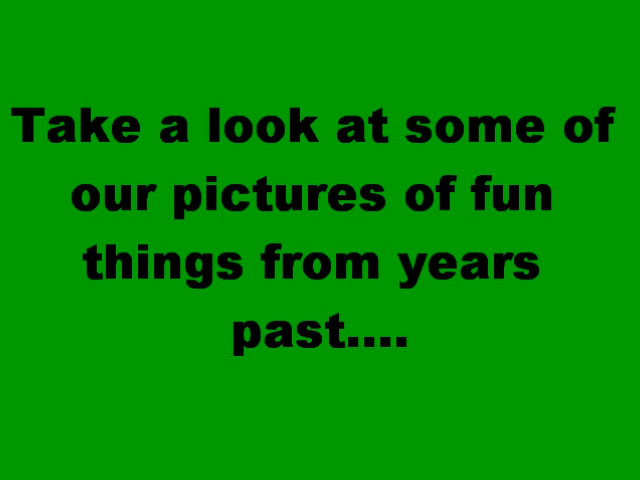 Take a look at some of
our pictures of fun
things from years
past....